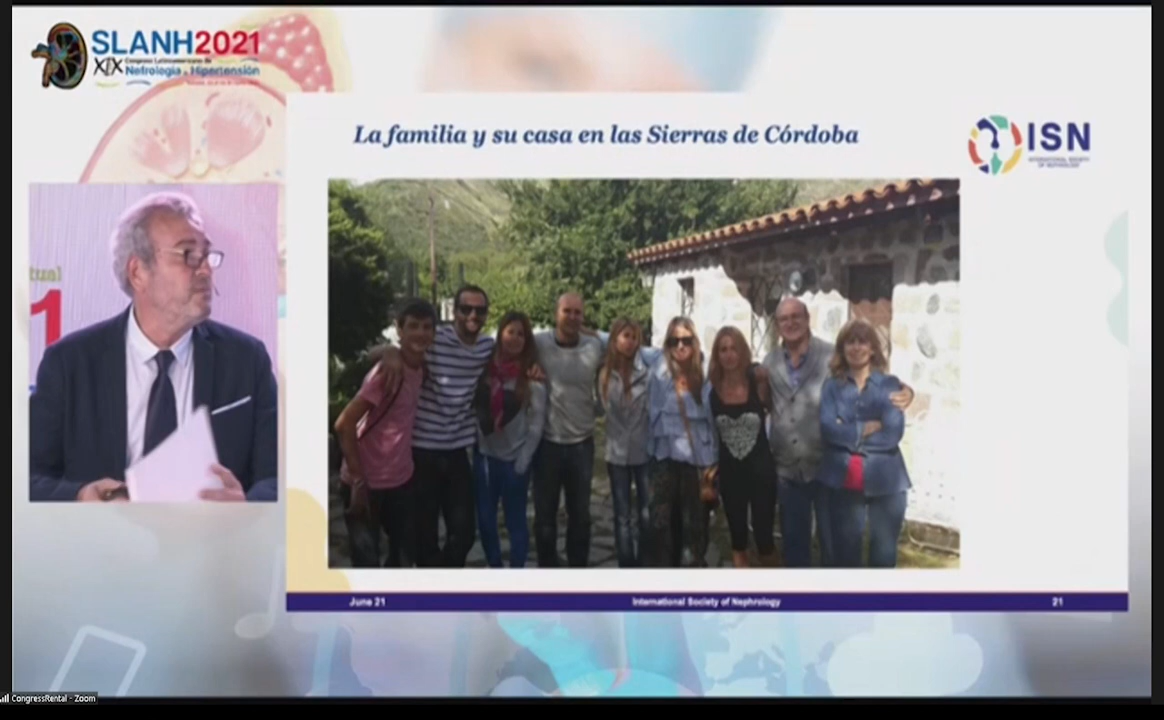 SLANH2021
XIX Congreso Latinoamericano de
Nefrología e Hipertensión
La familia y su casa en las Sierras de Córdoba
ISN
INTERNATIONAL SOCIETY
OF NEPHROLOGY
1
June 21
International Society of Nephrology
21
CongressRental - Zoom